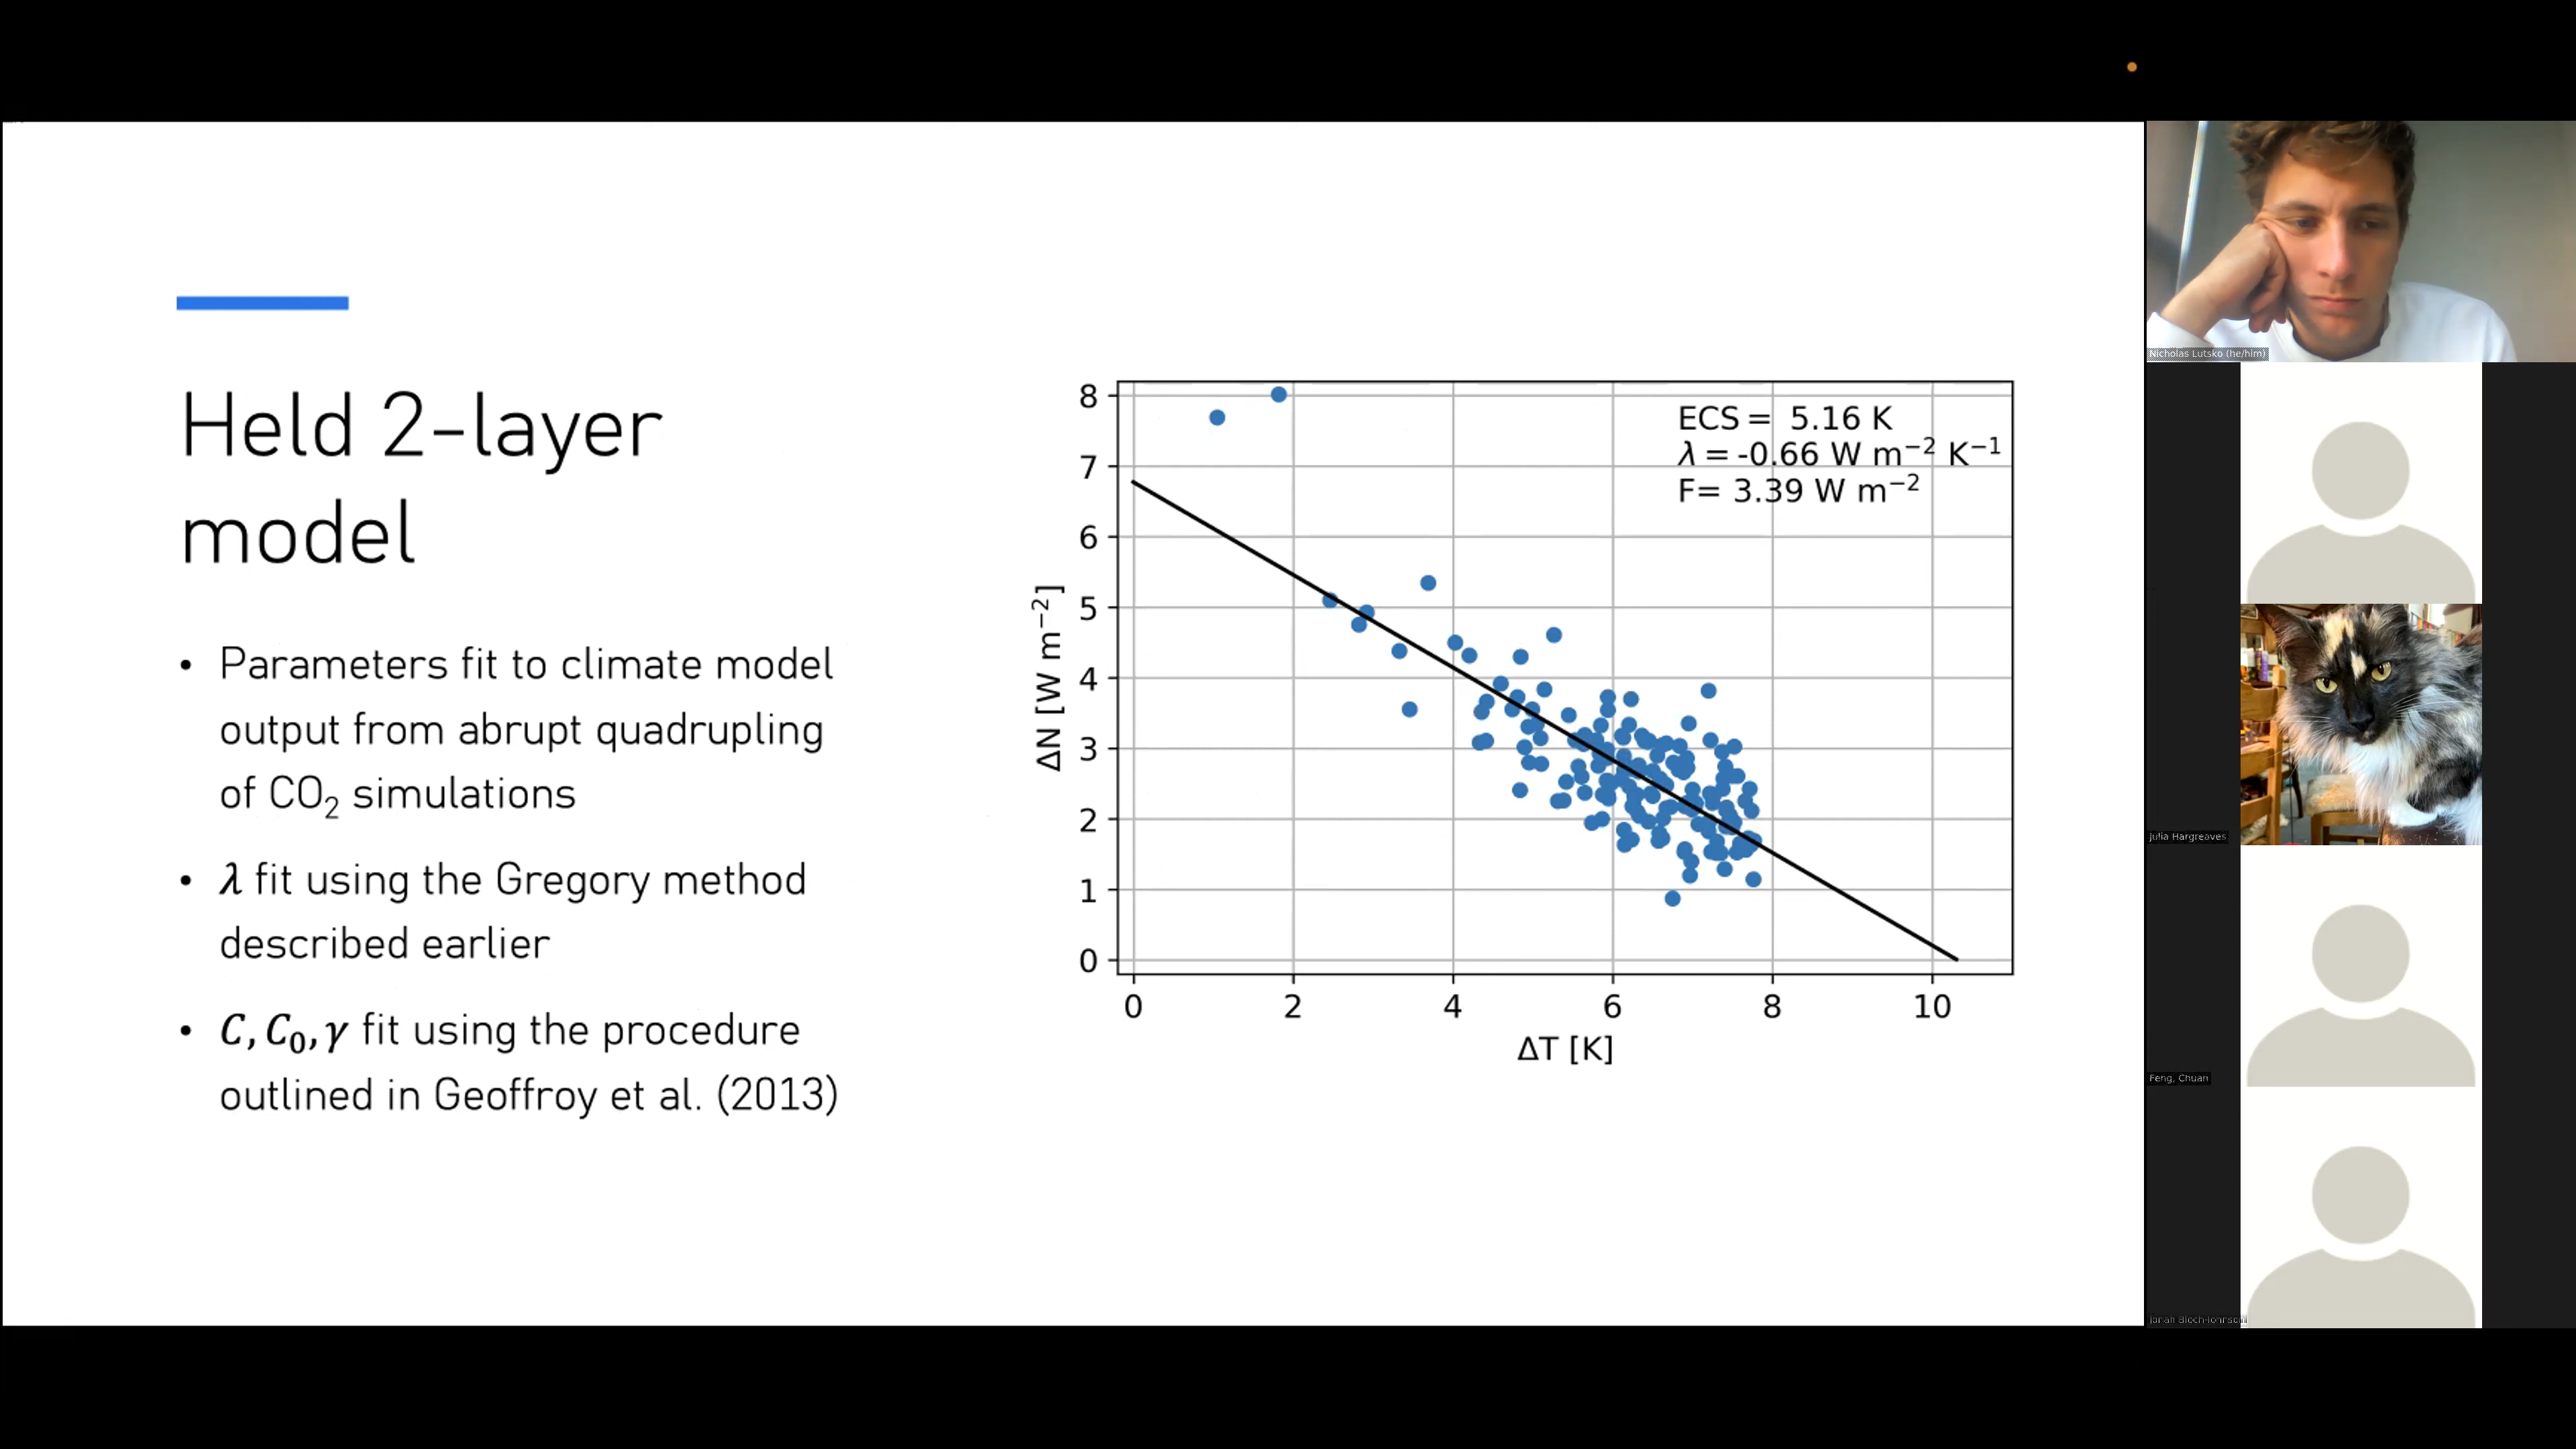 Held 2-layer
model
• Parameters fit to climate model
output from abrupt quadrupling
of CO₂ simulations
• λ fit using the Gregory method
described earlier
• C, C₀, γ fit using the procedure
outlined in Geoffroy et al. (2013)
ECS = 5.16 K
λ = -0.66 W m⁻² K⁻¹
F= 3.39 W m⁻²
8
7
6
5
4
3
2
1
0
ΔN [W m⁻²]
0 2 4 6 8 10
ΔT [K]
Nicholas Lutsko (he/him)
Julia Hargreaves
Feng, Chuan